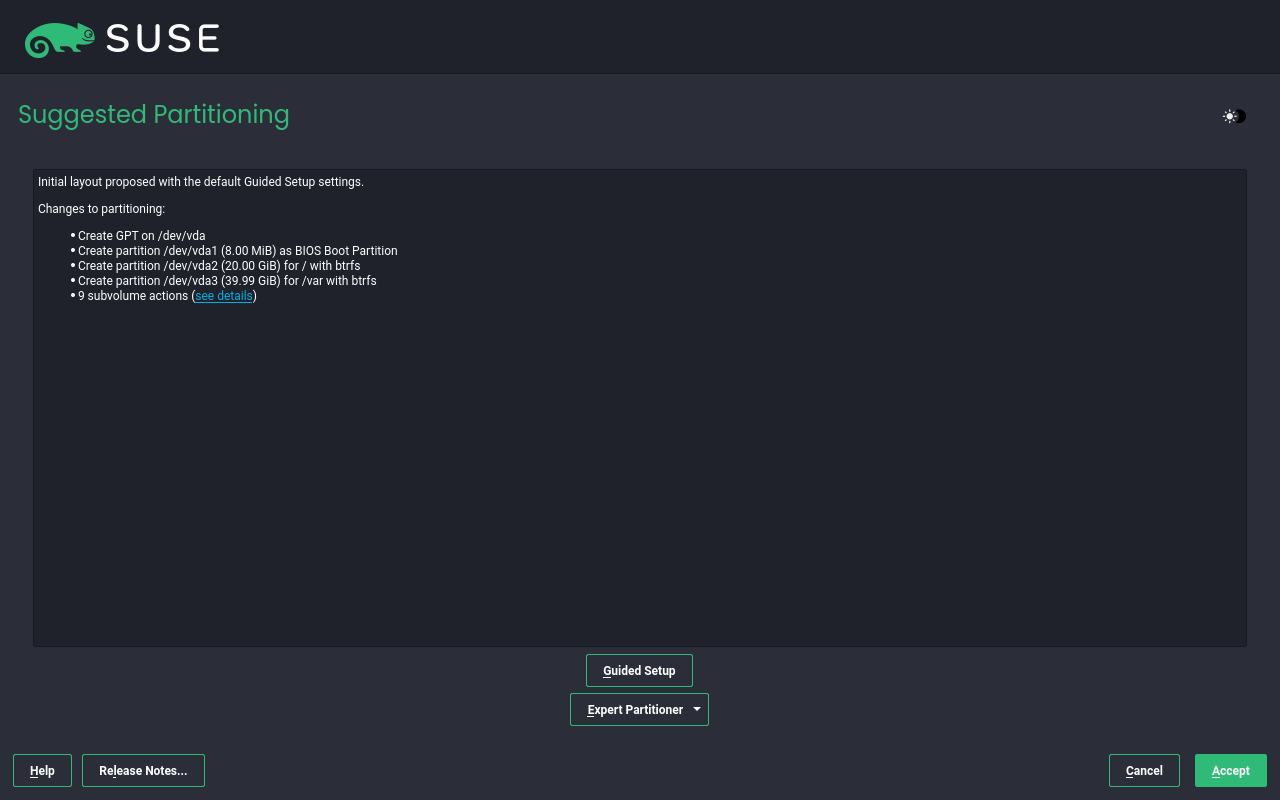 SUSE
Suggested Partitioning
Initial layout proposed with the default Guided Setup settings.
Changes to partitioning:
• Create GPT on /dev/vda
• Create partition /dev/vda1 (8.00 MiB) as BIOS Boot Partition
• Create partition /dev/vda2 (20.00 GiB) for / with btrfs
• Create partition /dev/vda3 (39.99 GiB) for /var with btrfs
• 9 subvolume actions (see details)
Guided Setup
Expert Partitioner
Help Release Notes... Cancel Accept